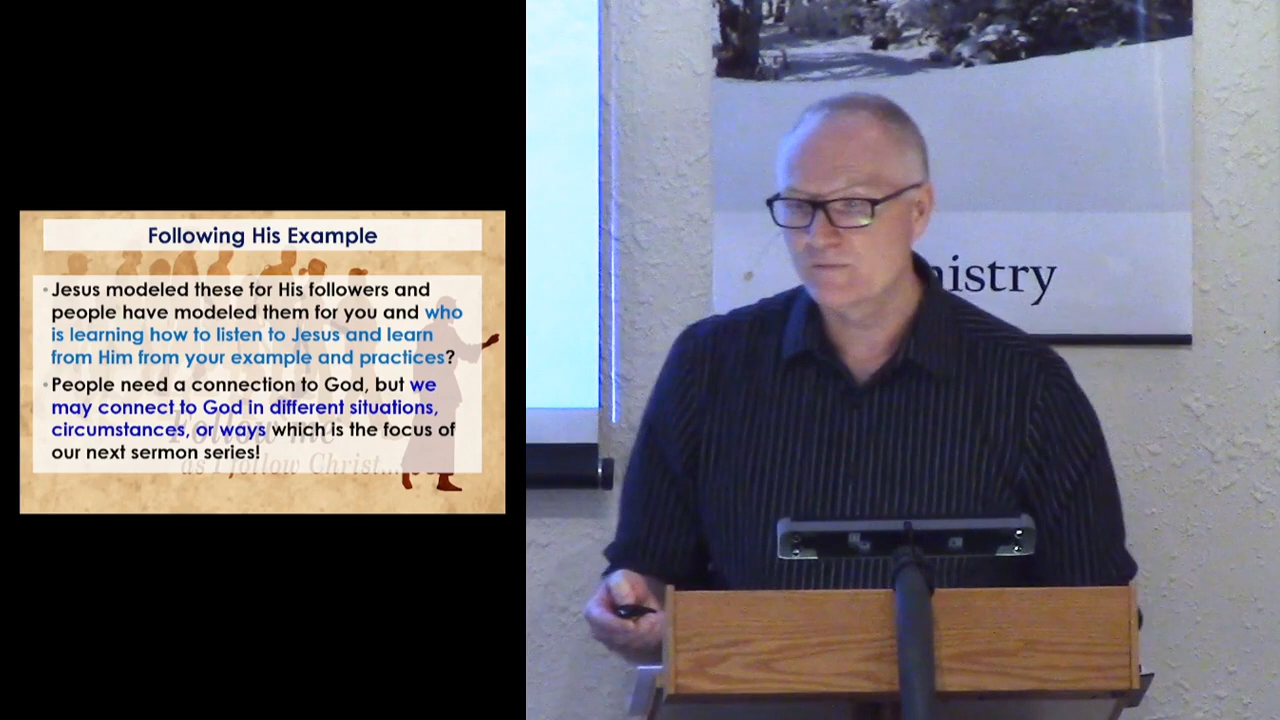 Following His Example
Jesus modeled these for His followers and
people have modeled them for you and who
is learning how to listen to Jesus and learn
from Him from your example and practices?
People need a connection to God, but we
may connect to God in different situations,
circumstances, or ways which is the focus of
our next sermon series!
Follow me
as I follow Christ...
nistry